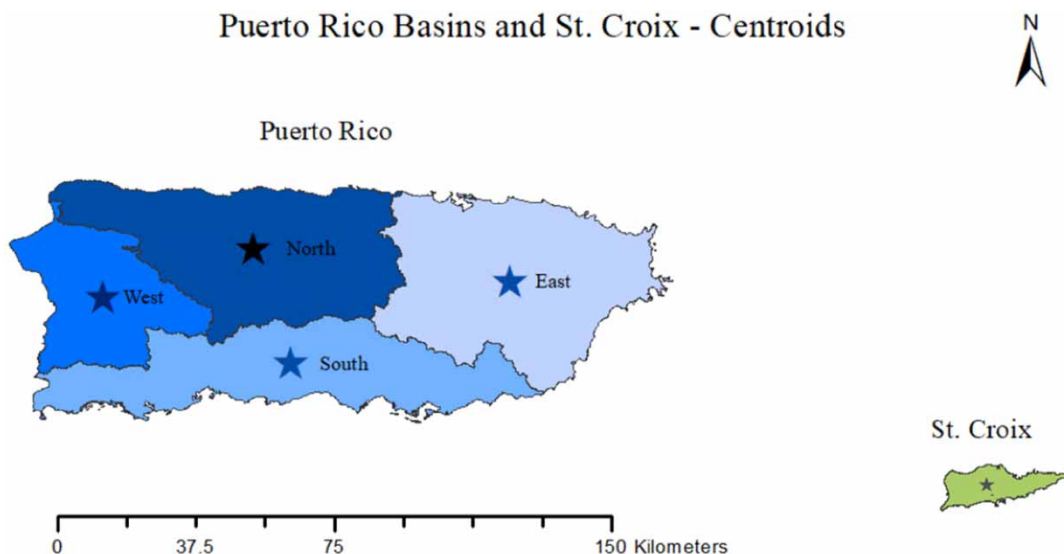 Puerto Rico Basins and St. Croix - Centroids
N
Puerto Rico
North
East
West
South
St. Croix
0 37.5 75 150 Kilometers